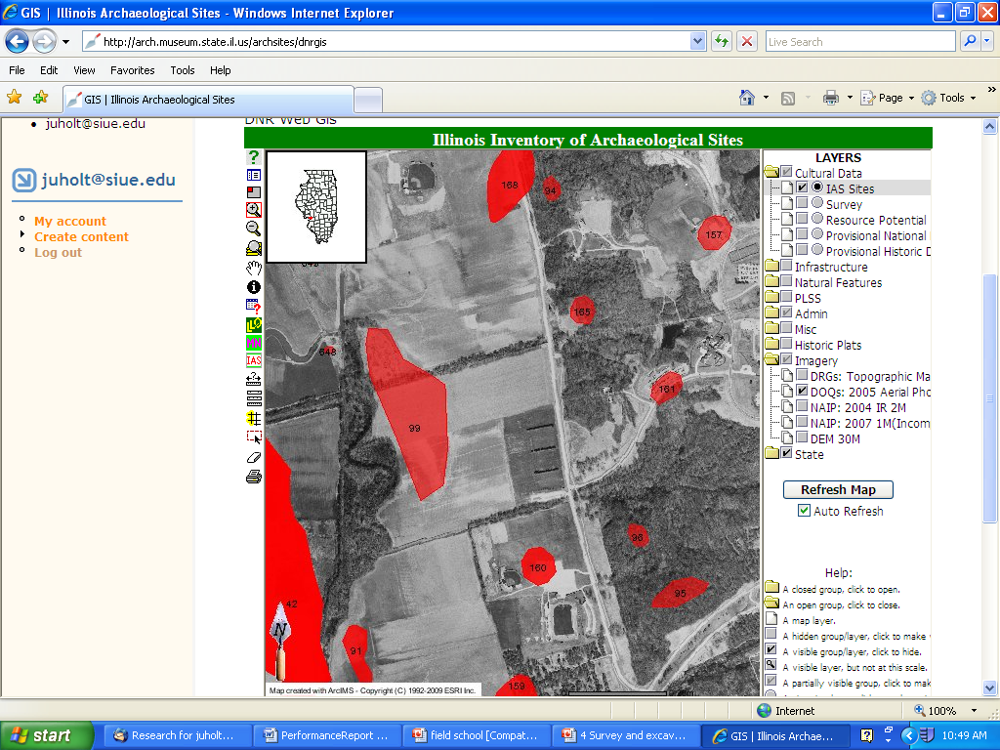 GIS | Illinois Archaeological Sites - Windows Internet Explorer
http://arch.museum.state.il.us/archsites/dnrgis
Live Search
File Edit View Favorites Tools Help
GIS | Illinois Archaeological Sites
Page Tools
juholt@siue.edu
DNR Web Gis
Illinois Inventory of Archaeological Sites
juholt@siue.edu
My account
Create content
Log out
MN
IAS
168
94
157
165
648
161
99
96
160
95
42
N
91
159
Map created with ArcIMS - Copyright (C) 1992-2009 ESRI Inc.
LAYERS
Cultural Data
IAS Sites
Survey
Resource Potential
Provisional National
Provisional Historic D
Infrastructure
Natural Features
PLSS
Admin
Misc
Historic Plats
Imagery
DRGs: Topographic Ma
DOQs: 2005 Aerial Pho
NAIP: 2004 IR 2M
NAIP: 2007 1M(Incom
DEM 30M
State
Refresh Map
Auto Refresh
Help:
A closed group, click to open.
An open group, click to close.
A map layer.
A hidden group/layer, click to make
A visible group/layer, click to hide.
A visible layer, but not at this scale.
A partially visible group, click to mak
Internet 100%
start Research for juholt... PerformanceReport ... field school [Compat... 4 Survey and excav... GIS | Illinois Archae... 10:49 AM